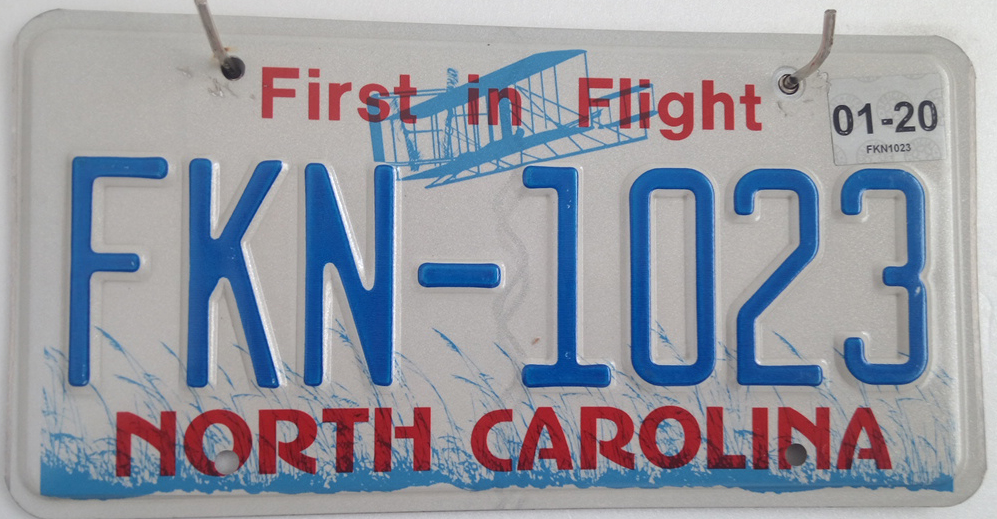 First in Flight
01-20
FKN1023
FKN-1023
NORTH CAROLINA